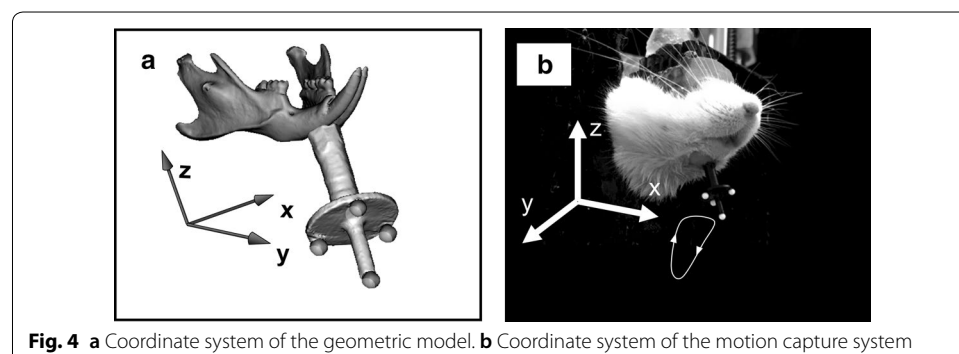 a
z
x
y
b
z
x
y
Fig. 4 a Coordinate system of the geometric model. b Coordinate system of the motion capture system